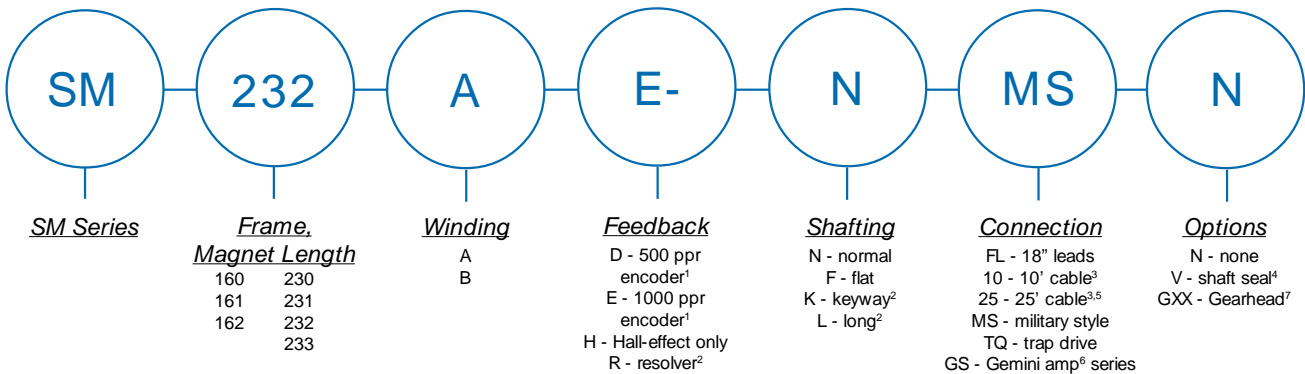 SM
232
A
E-
N
MS
N
SM Series
Frame,
Magnet Length
160 230
161 231
162 232
233
Winding
A
B
Feedback
D - 500 ppr
encoder¹
E - 1000 ppr
encoder¹
H - Hall-effect only
R - resolver²
Shafting
N - normal
F - flat
K - keyway²
L - long²
Connection
FL - 18” leads
10 - 10’ cable³
25 - 25’ cable³,⁵
MS - military style
TQ - trap drive
GS - Gemini amp⁶ series
Options
N - none
V - shaft seal⁴
GXX - Gearhead⁷